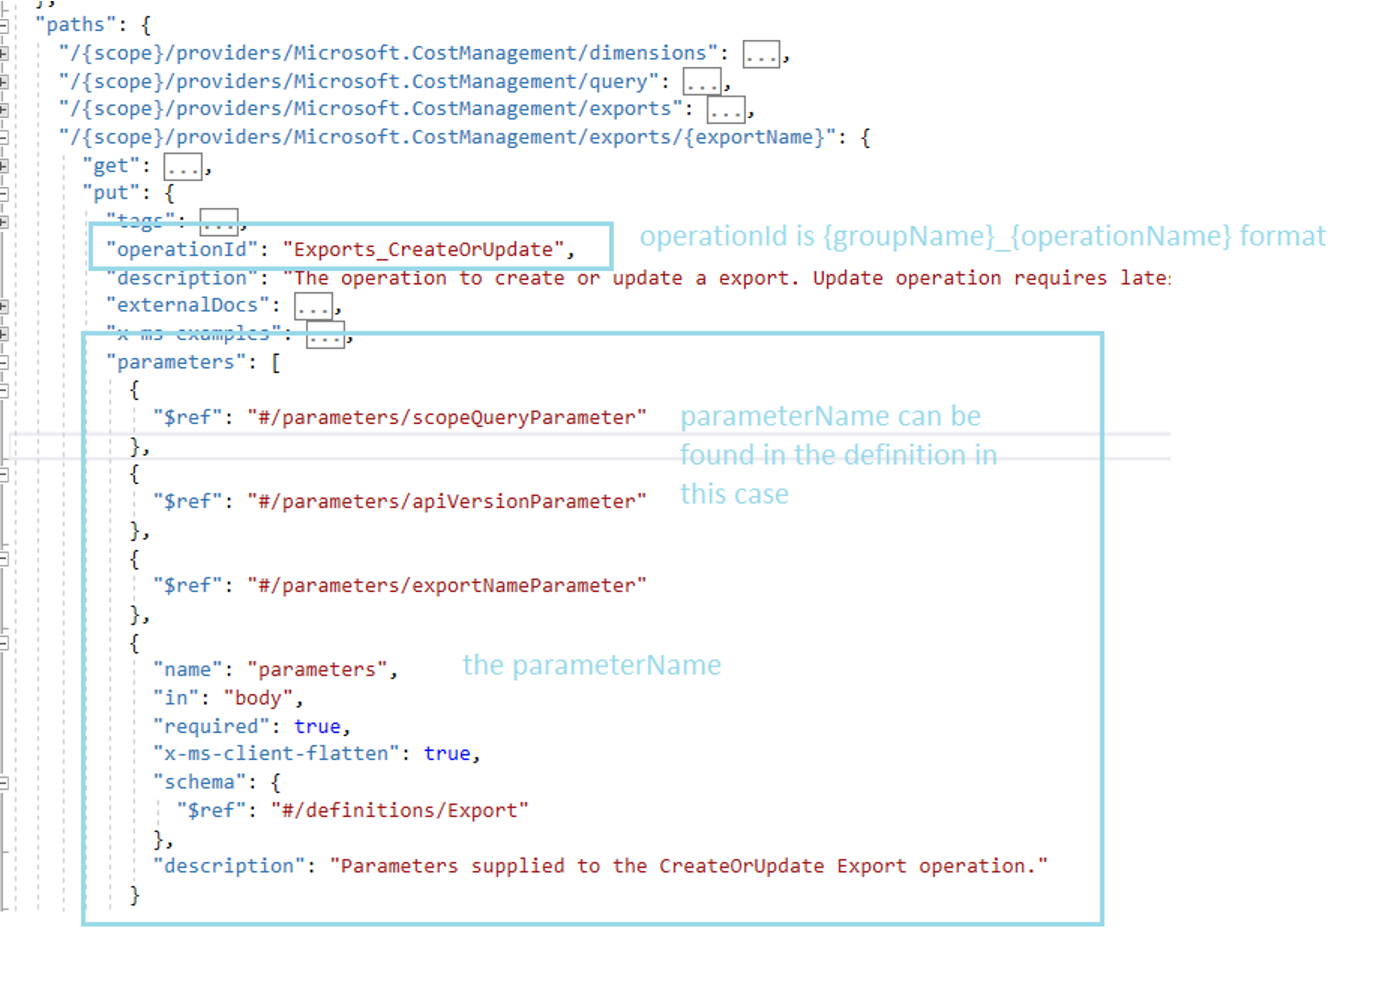 },
"paths": {
"/{scope}/providers/Microsoft.CostManagement/dimensions": ...,
"/{scope}/providers/Microsoft.CostManagement/query": ...,
"/{scope}/providers/Microsoft.CostManagement/exports": ...,
"/{scope}/providers/Microsoft.CostManagement/exports/{exportName}": {
"get": ...,
"put": {
"tags": ...,
operationId is {groupName}_{operationName} format
"operationId": "Exports_CreateOrUpdate",
"description": "The operation to create or update a export. Update operation requires lates
"externalDocs": ...,
"x-ms-examples": ...,
"parameters": [
{
"$ref": "#/parameters/scopeQueryParameter"
},
{
"$ref": "#/parameters/apiVersionParameter"
},
parameterName can be
found in the definition in
this case
{
"$ref": "#/parameters/exportNameParameter"
},
{
"name": "parameters",
the parameterName
"in": "body",
"required": true,
"x-ms-client-flatten": true,
"schema": {
"$ref": "#/definitions/Export"
},
"description": "Parameters supplied to the CreateOrUpdate Export operation."
}